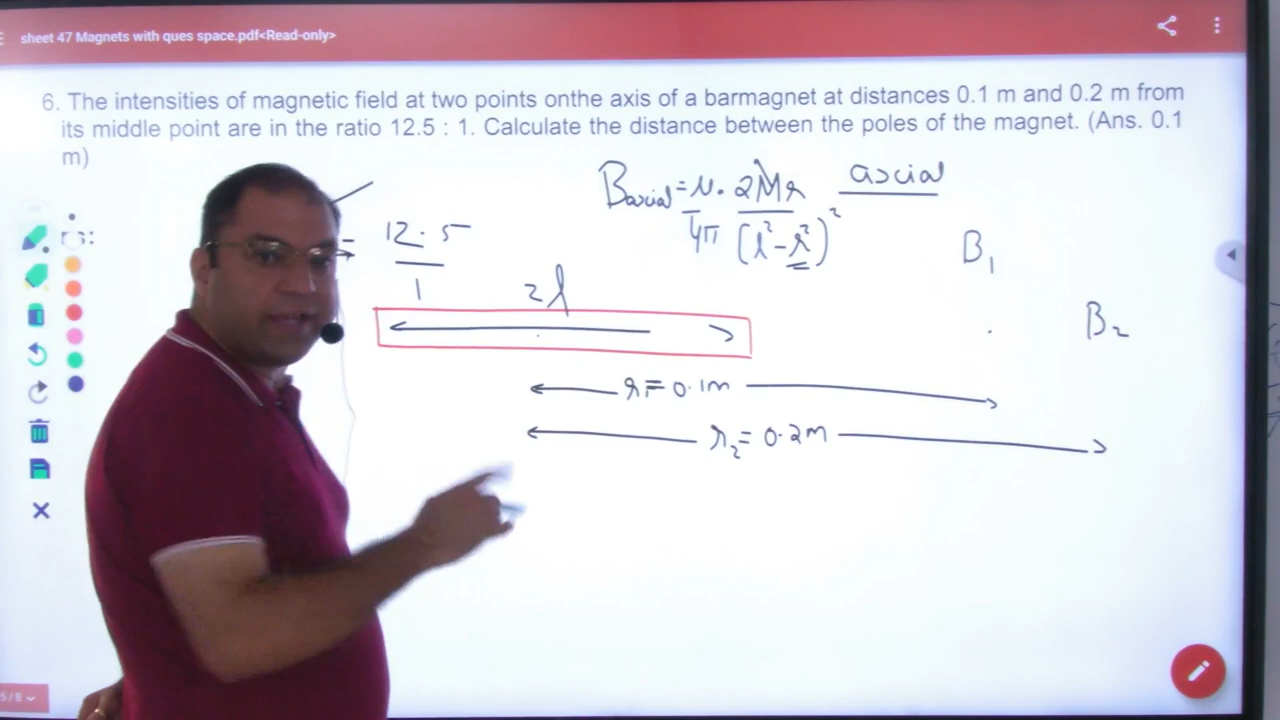 sheet 47 Magnets with ques space.pdf<Read-only>
6. The intensities of magnetic field at two points onthe axis of a barmagnet at distances 0.1 m and 0.2 m from
its middle point are in the ratio 12.5 : 1. Calculate the distance between the poles of the magnet. (Ans. 0.1
m)
axial
Baxial = μ0 2Mr
4π (l²-r²)²
= 12.5
1
B1
2l
B2
r1 = 0.1m
r2 = 0.2m
5/8